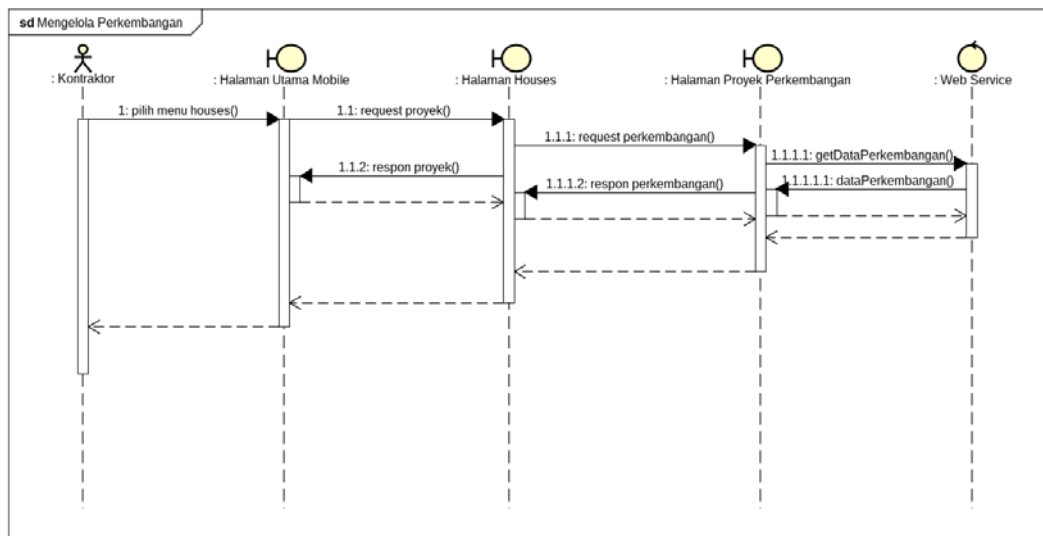 sd Mengelola Perkembangan
: Kontraktor
: Halaman Utama Mobile
: Halaman Houses
: Halaman Proyek Perkembangan
: Web Service
1: pilih menu houses()
1.1: request proyek()
1.1.1: request perkembangan()
1.1.1.1: getDataPerkembangan()
1.1.2: respon proyek()
1.1.1.2: respon perkembangan()
1.1.1.1.1: dataPerkembangan()